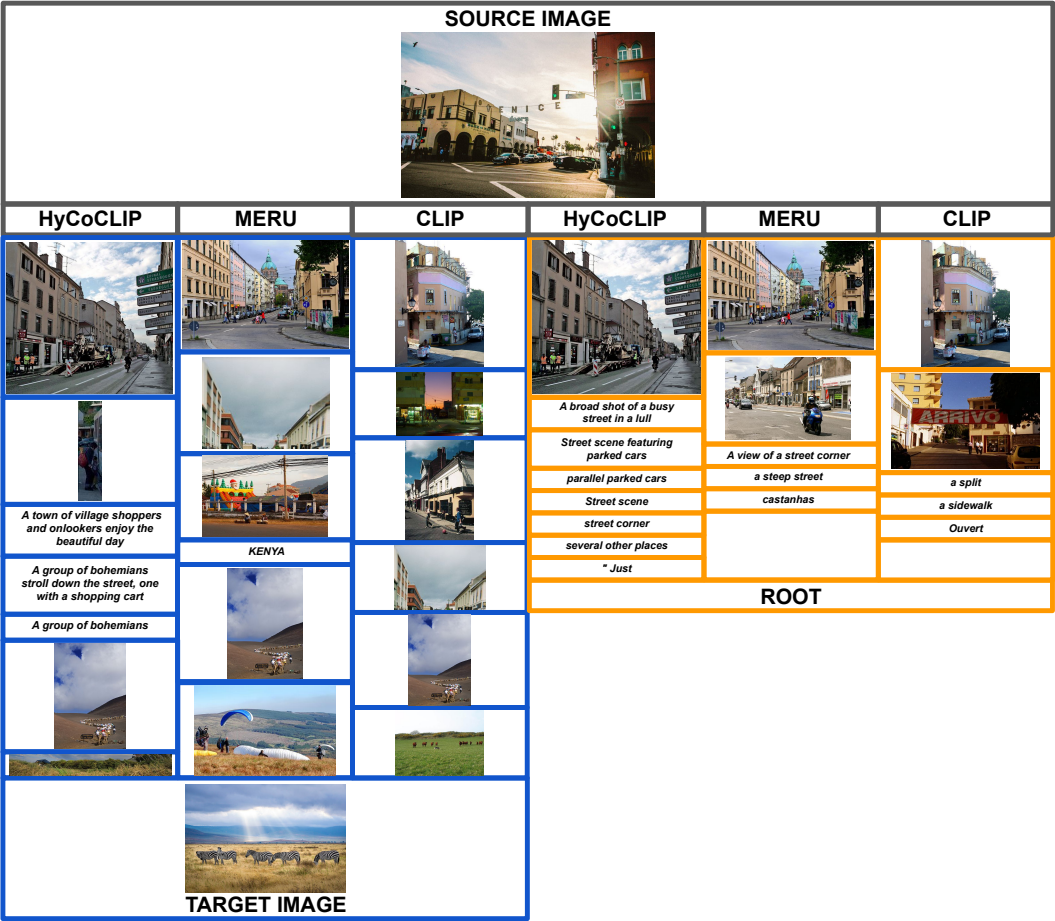 SOURCE IMAGE
ENICE
HyCoCLIP
MERU
CLIP
HyCoCLIP
MERU
CLIP
A town of village shoppers
and onlookers enjoy the
beautiful day
A group of bohemians
stroll down the street, one
with a shopping cart
A group of bohemians
KENYA
A broad shot of a busy
street in a lull
Street scene featuring
parked cars
parallel parked cars
Street scene
street corner
several other places
" Just
A view of a street corner
a steep street
castanhas
ARRIVO
a split
a sidewalk
Ouvert
ROOT
TARGET IMAGE